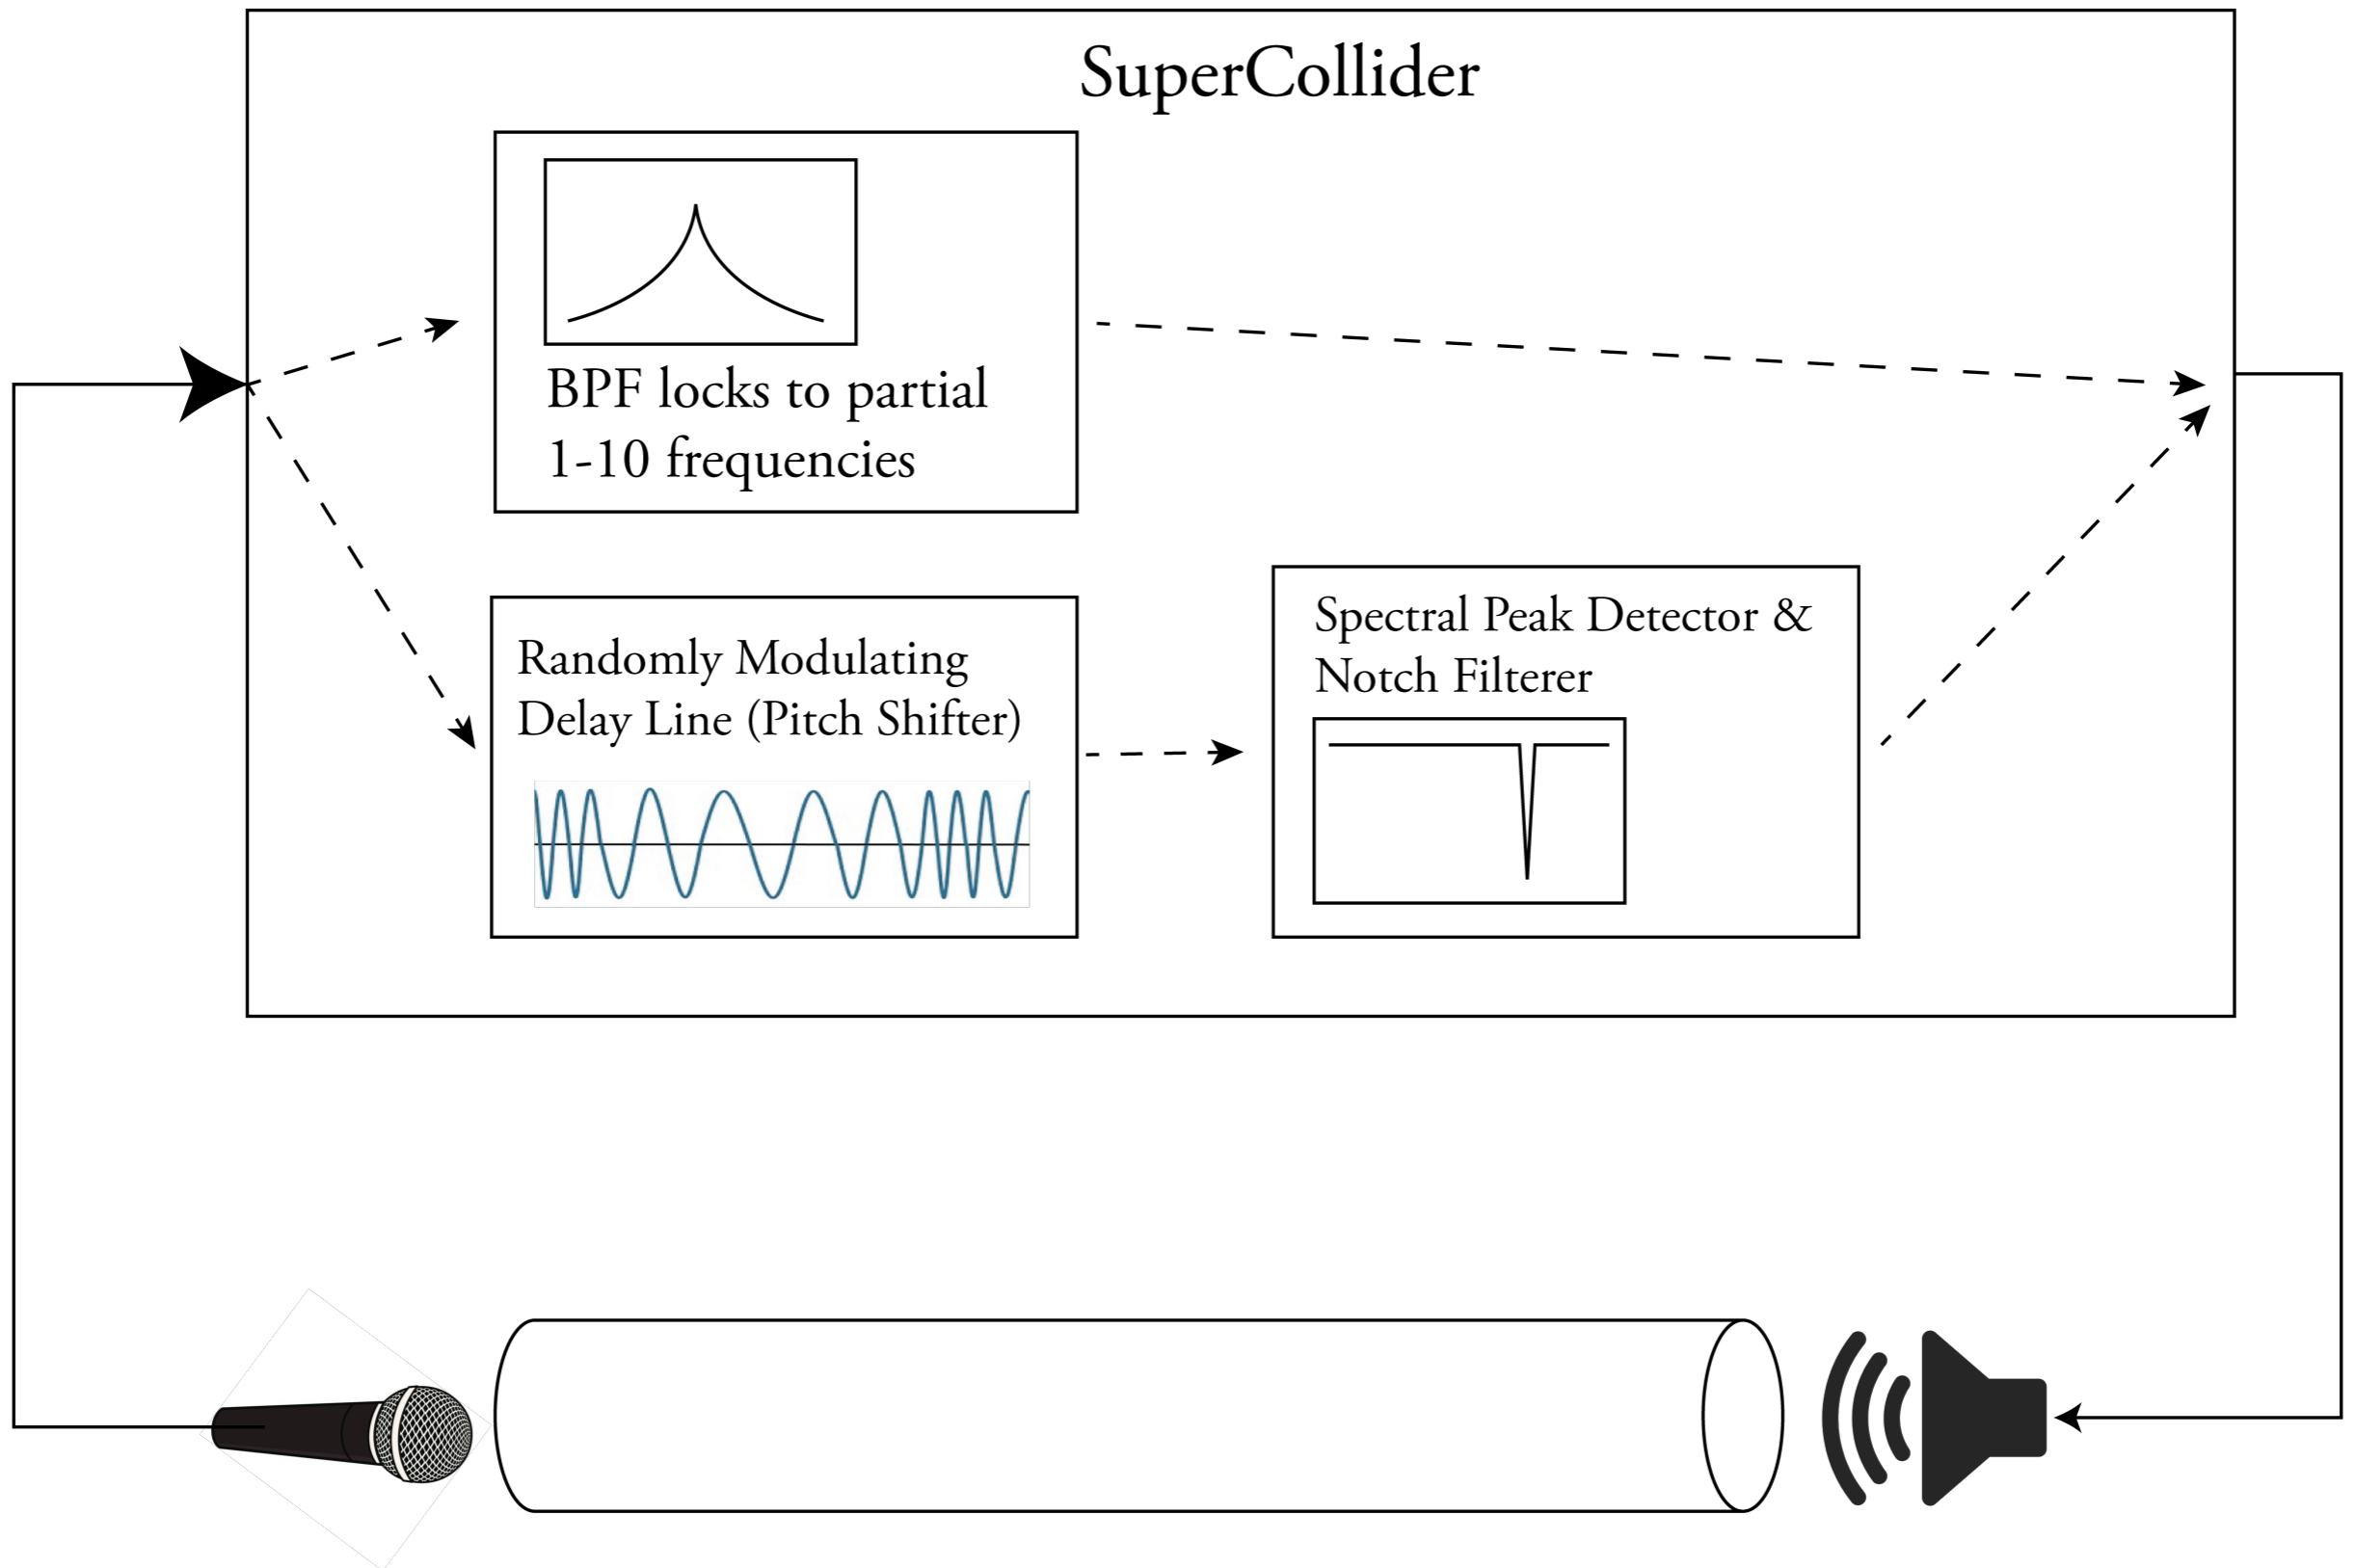 SuperCollider
BPF locks to partial
1-10 frequencies
Randomly Modulating
Delay Line (Pitch Shifter)
Spectral Peak Detector &
Notch Filterer